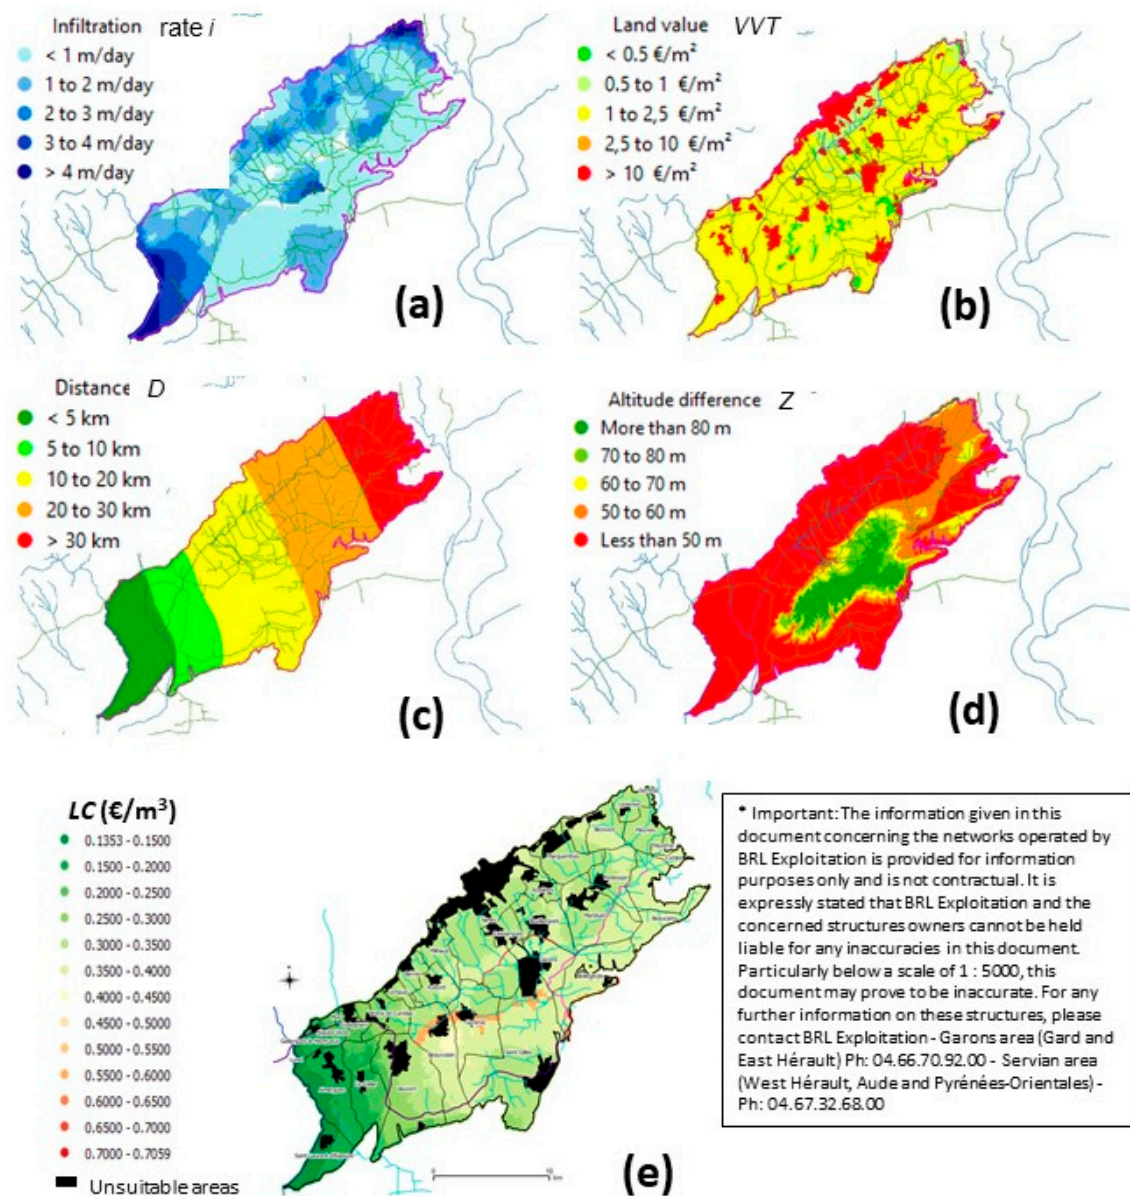 Infiltration rate i
< 1 m/day
1 to 2 m/day
2 to 3 m/day
3 to 4 m/day
> 4 m/day
(a)
Land value VVT
< 0.5 €/m²
0.5 to 1 €/m²
1 to 2,5 €/m²
2,5 to 10 €/m²
> 10 €/m²
(b)
Distance D
< 5 km
5 to 10 km
10 to 20 km
20 to 30 km
> 30 km
(c)
Altitude difference Z
More than 80 m
70 to 80 m
60 to 70 m
50 to 60 m
Less than 50 m
(d)
LC (€/m³)
0.1353 - 0.1500
0.1500 - 0.2000
0.2000 - 0.2500
0.2500 - 0.3000
0.3000 - 0.3500
0.3500 - 0.4000
0.4000 - 0.4500
0.4500 - 0.5000
0.5000 - 0.5500
0.5500 - 0.6000
0.6000 - 0.6500
0.6500 - 0.7000
0.7000 - 0.7059
Unsuitable areas
0 10
km
(e)
* Important: The information given in this
document concerning the networks operated by
BRL Exploitation is provided for information
purposes only and is not contractual. It is
expressly stated that BRL Exploitation and the
concerned structures owners cannot be held
liable for any inaccuracies in this document.
Particularly below a scale of 1 : 5000, this
document may prove to be inaccurate. For any
further information on these structures, please
contact BRL Exploitation - Garons area (Gard and
East Hérault) Ph: 04.66.70.92.00 - Servian area
(West Hérault, Aude and Pyrénées-Orientales) -
Ph: 04.67.32.68.00